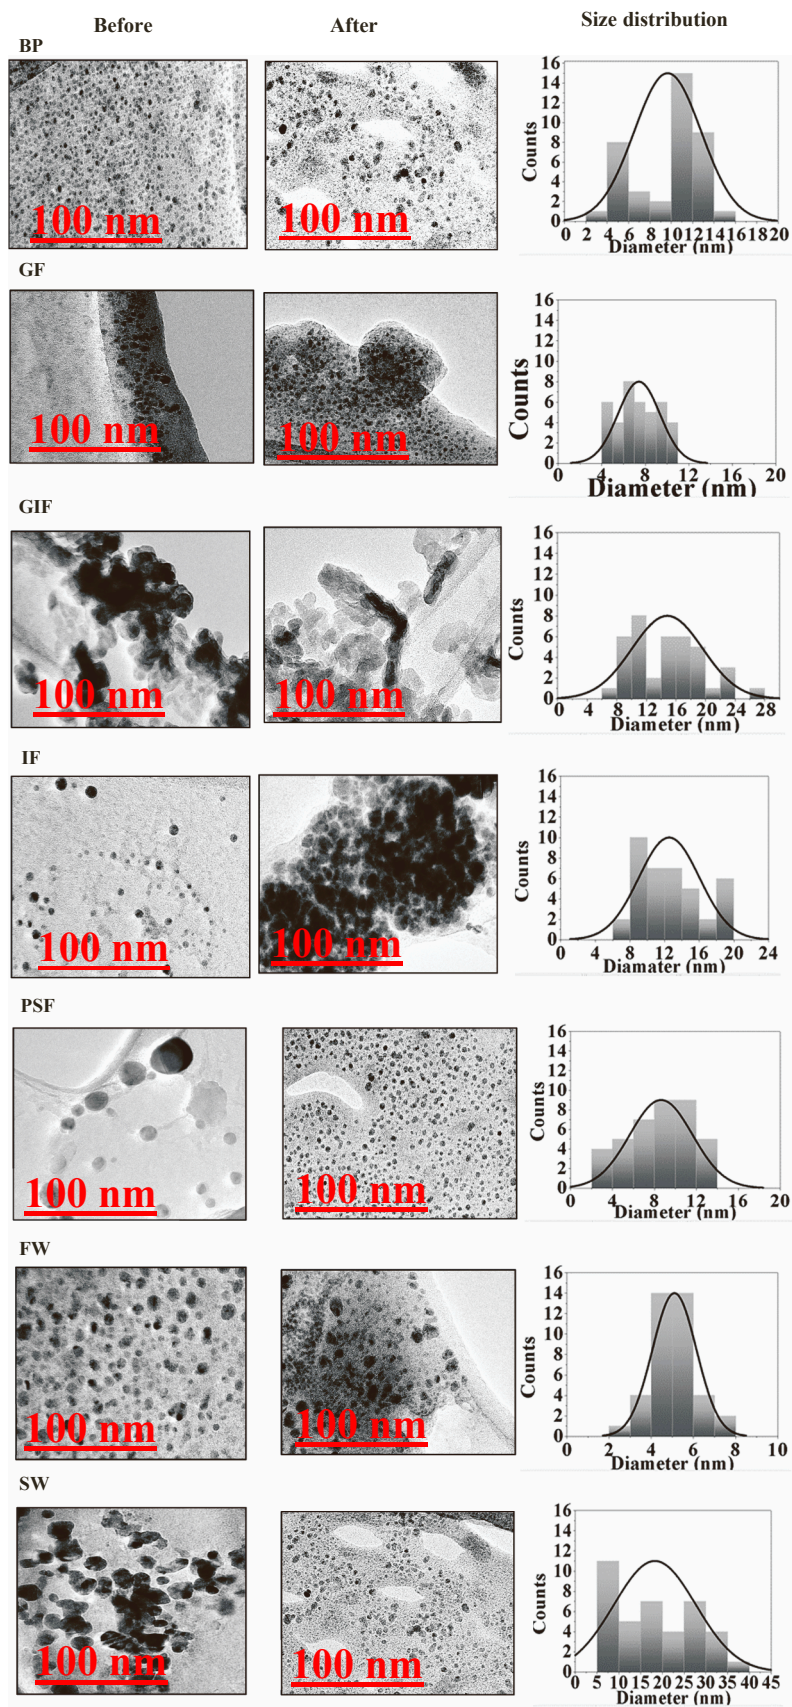 Before After Size distribution
BP
100 nm
100 nm
16
14
12
10
8
6
4
2
0
Counts
0 2 4 6 8 10 12 14 16 18 20
Diameter (nm)
GF
100 nm
100 nm
16
14
12
10
8
6
4
2
0
Counts
0 4 8 12 16 20
Diameter (nm)
GIF
100 nm
100 nm
16
14
12
10
8
6
4
2
0
Counts
0 4 8 12 16 20 24 28
Diameter (nm)
IF
100 nm
100 nm
16
14
12
10
8
6
4
2
0
Counts
0 4 8 12 16 20 24
Diamater (nm)
PSF
100 nm
100 nm
16
14
12
10
8
6
4
2
0
Counts
0 4 8 12 20
Diameter (nm)
FW
100 nm
100 nm
16
14
12
10
8
6
4
2
0
Counts
0 2 4 6 8 10
Diameter (nm)
SW
100 nm
100 nm
16
14
12
10
8
6
4
2
0
Counts
0 5 10 15 20 25 30 35 40 45
Diameter (nm)